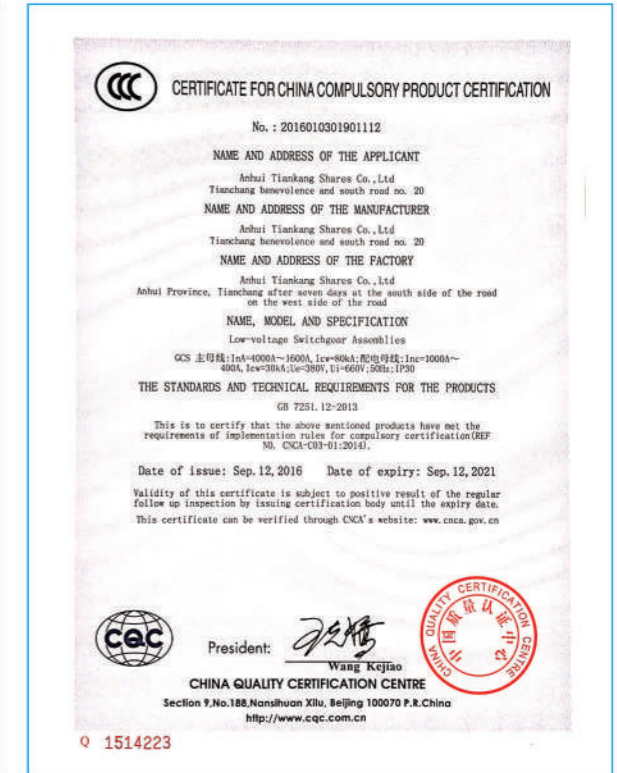 CCC
CERTIFICATE FOR CHINA COMPULSORY PRODUCT CERTIFICATION
No. : 2016010301901112
NAME AND ADDRESS OF THE APPLICANT
Anhui Tiankang Shares Co.,Ltd
Tianchang benevolence and south road no. 20
NAME AND ADDRESS OF THE MANUFACTURER
Anhui Tiankang Shares Co.,Ltd
Tianchang benevolence and south road no. 20
NAME AND ADDRESS OF THE FACTORY
Anhui Tiankang Shares Co.,Ltd
Anhui Province, Tianchang after seven days at the south side of the road
on the west side of the road
NAME, MODEL AND SPECIFICATION
Low-voltage Switchgear Assemblies
GCS 主母线:InA=4000A~1600A, Icw=80kA;配电母线:Inc=1000A~
400A, Icw=30kA;Ue=380V, Ui=660V;50Hz;IP30
THE STANDARDS AND TECHNICAL REQUIREMENTS FOR THE PRODUCTS
GB 7251.12-2013
This is to certify that the above mentioned products have met the
requirements of implementation rules for compulsory certification(REF
NO. CNCA-C03-01:2014).
Date of issue: Sep. 12, 2016 Date of expiry: Sep. 12, 2021
Validity of this certificate is subject to positive result of the regular
follow up inspection by issuing certification body until the expiry date.
This certificate can be verified through CNCA's website: www.cnca.gov.cn
CQC
President:
Wang Kejiao
CHINA QUALITY CERTIFICATION CENTRE
中国质量认证中心
CHINA QUALITY CERTIFICATION CENTRE
Section 9,No.188,Nansihuan Xilu, Beijing 100070 P.R.China
http://www.cqc.com.cn
Q 1514223